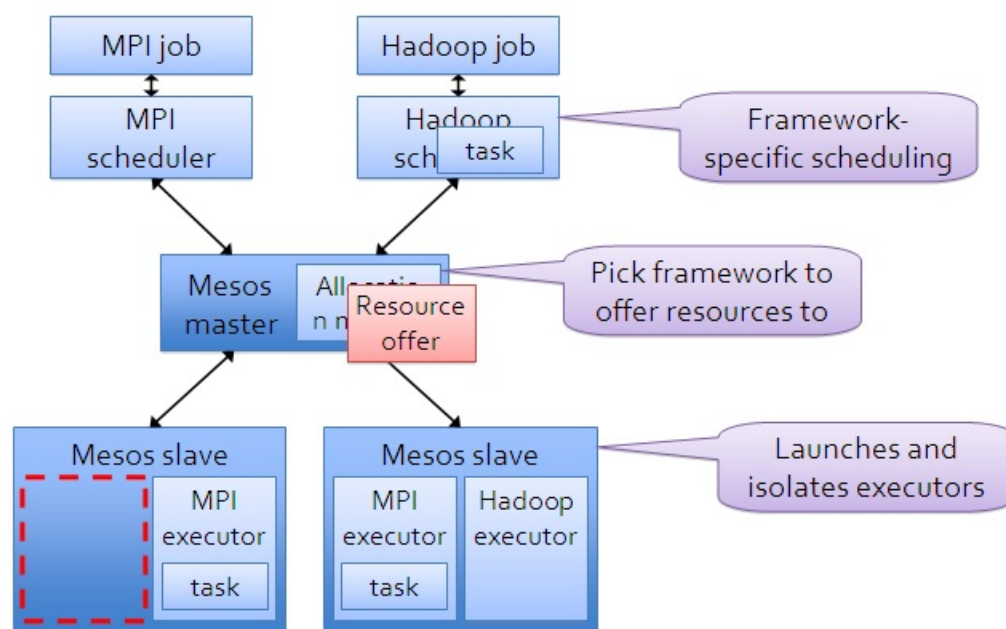 MPI job
Hadoop job
MPI
scheduler
Hadoop
task
Framework-
specific scheduling
Mesos
master
Resource
offer
Pick framework to
offer resources to
Mesos slave
MPI
executor
task
Mesos slave
MPI
executor
task
Hadoop
executor
Launches and
isolates executors